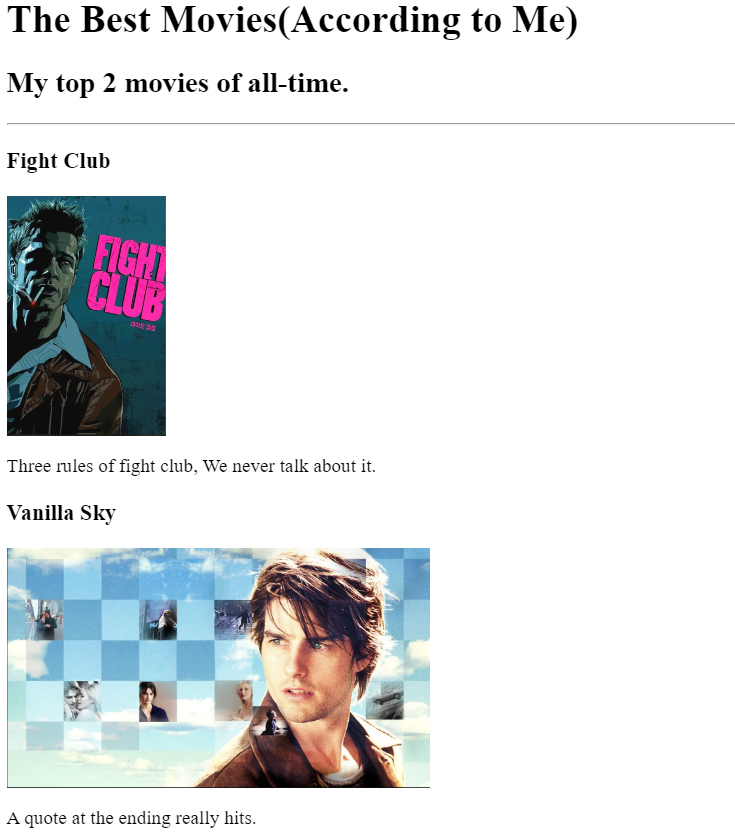 The Best Movies(According to Me)
My top 2 movies of all-time.
Fight Club
FIGHT
CLUB
Three rules of fight club, We never talk about it.
Vanilla Sky
A quote at the ending really hits.